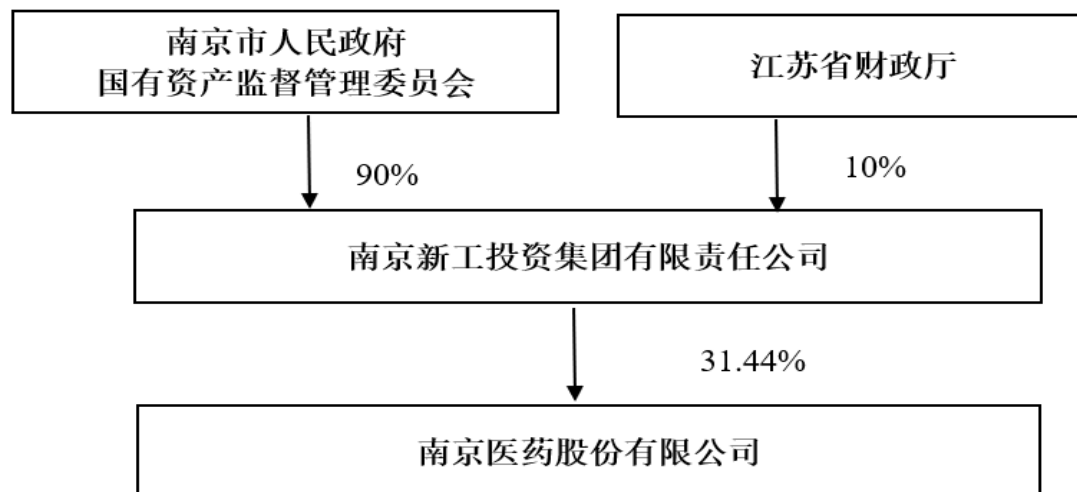 南京市人民政府
国有资产监督管理委员会
江苏省财政厅
90%
10%
南京新工投资集团有限责任公司
31.44%
南京医药股份有限公司